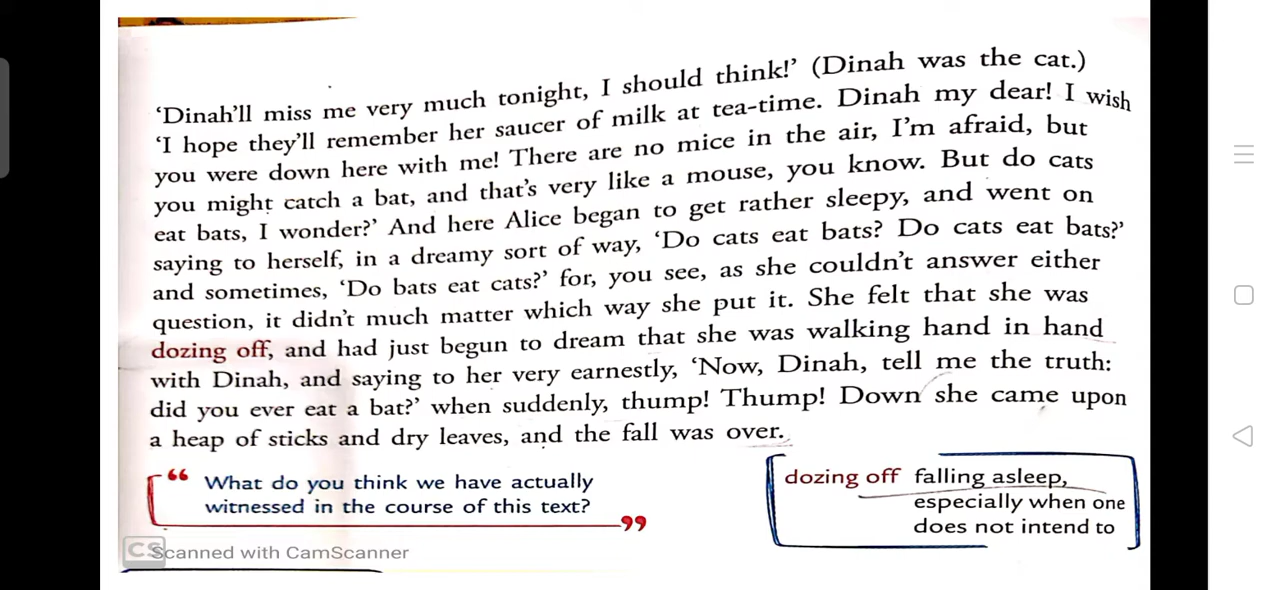 ‘Dinah’ll miss me very much tonight, I should think!’ (Dinah was the cat.)
‘I hope they’ll remember her saucer of milk at tea-time. Dinah my dear! I wish
you were down here with me! There are no mice in the air, I’m afraid, but
you might catch a bat, and that’s very like a mouse, you know. But do cats
eat bats, I wonder?’ And here Alice began to get rather sleepy, and went on
saying to herself, in a dreamy sort of way, ‘Do cats eat bats? Do cats eat bats?’
and sometimes, ‘Do bats eat cats?’ for, you see, as she couldn’t answer either
question, it didn’t much matter which way she put it. She felt that she was
dozing off, and had just begun to dream that she was walking hand in hand
with Dinah, and saying to her very earnestly, ‘Now, Dinah, tell me the truth:
did you ever eat a bat?’ when suddenly, thump! Thump! Down she came upon
a heap of sticks and dry leaves, and the fall was over.
“ What do you think we have actually
witnessed in the course of this text? ”
dozing off falling asleep,
especially when one
does not intend to
CS Scanned with CamScanner